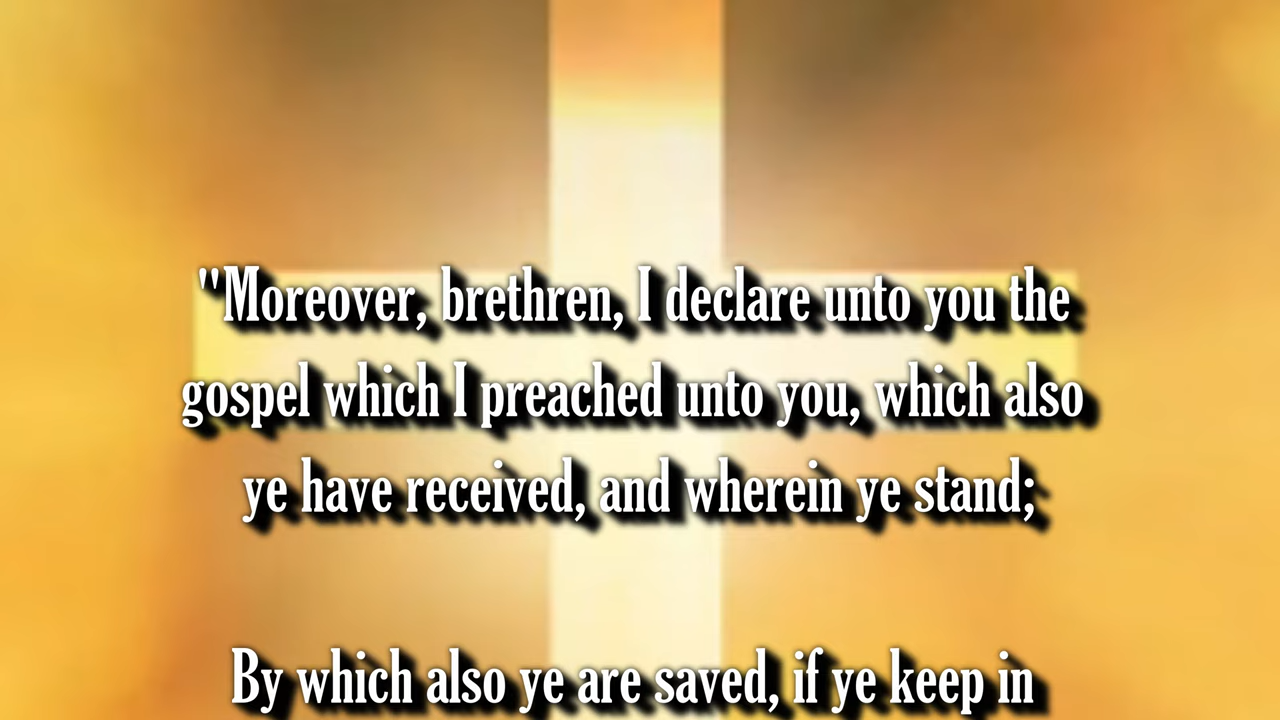 "Moreover, brethren, I declare unto you the
gospel which I preached unto you, which also
ye have received, and wherein ye stand;
By which also ye are saved, if ye keep in